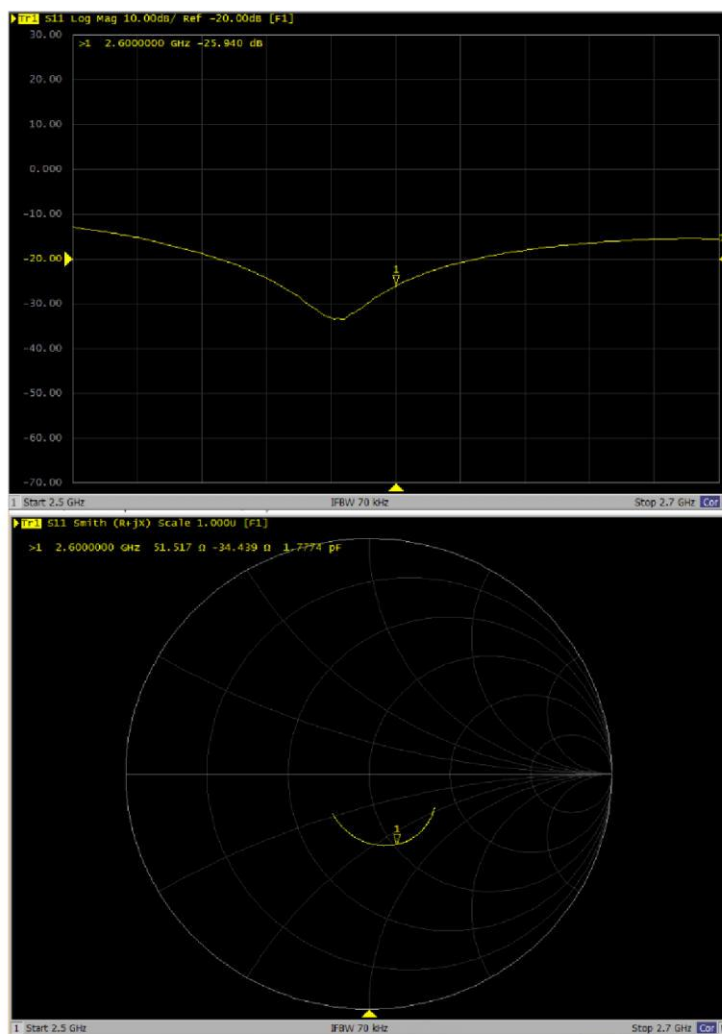 Tr1 S11 Log Mag 10.00dB/ Ref -20.00dB [F1]
30.00
>1 2.6000000 GHz -25.940 dB
20.00
10.00
0.000
-10.00
-20.00
1
-30.00
-40.00
-50.00
-60.00
-70.00
1 Start 2.5 GHz IFBW 70 kHz Stop 2.7 GHz Cor
Tr1 S11 Smith (R+jX) Scale 1.000U [F1]
>1 2.6000000 GHz 51.517 Ω -34.439 Ω 1.7774 pF
1
1 Start 2.5 GHz IFBW 70 kHz Stop 2.7 GHz Cor